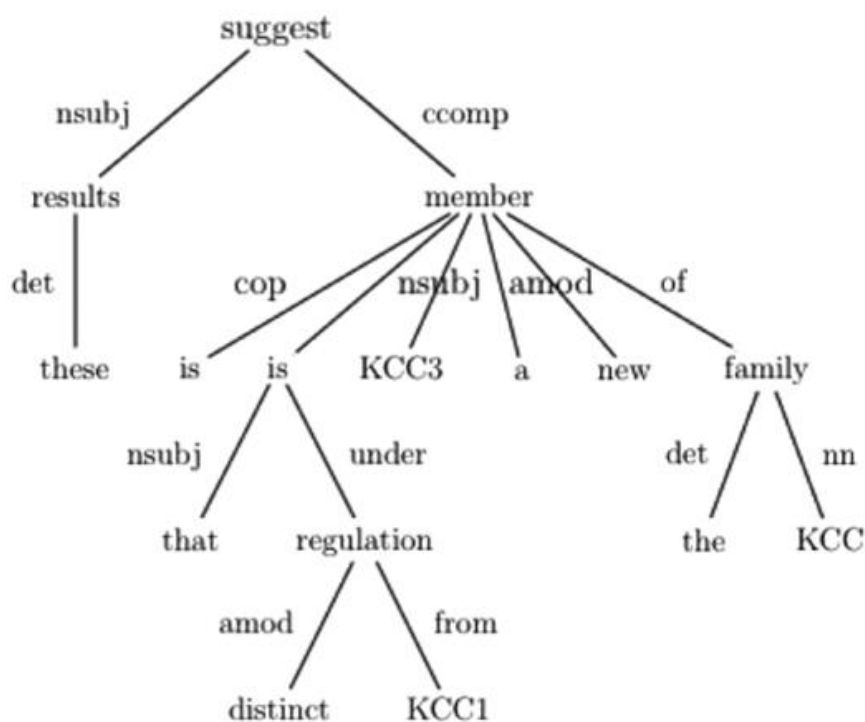 suggest
nsubj ccomp
results member
det cop nsubj amod of
these is is KCC3 a new family
nsubj under det nn
that regulation the KCC
amod from
distinct KCC1